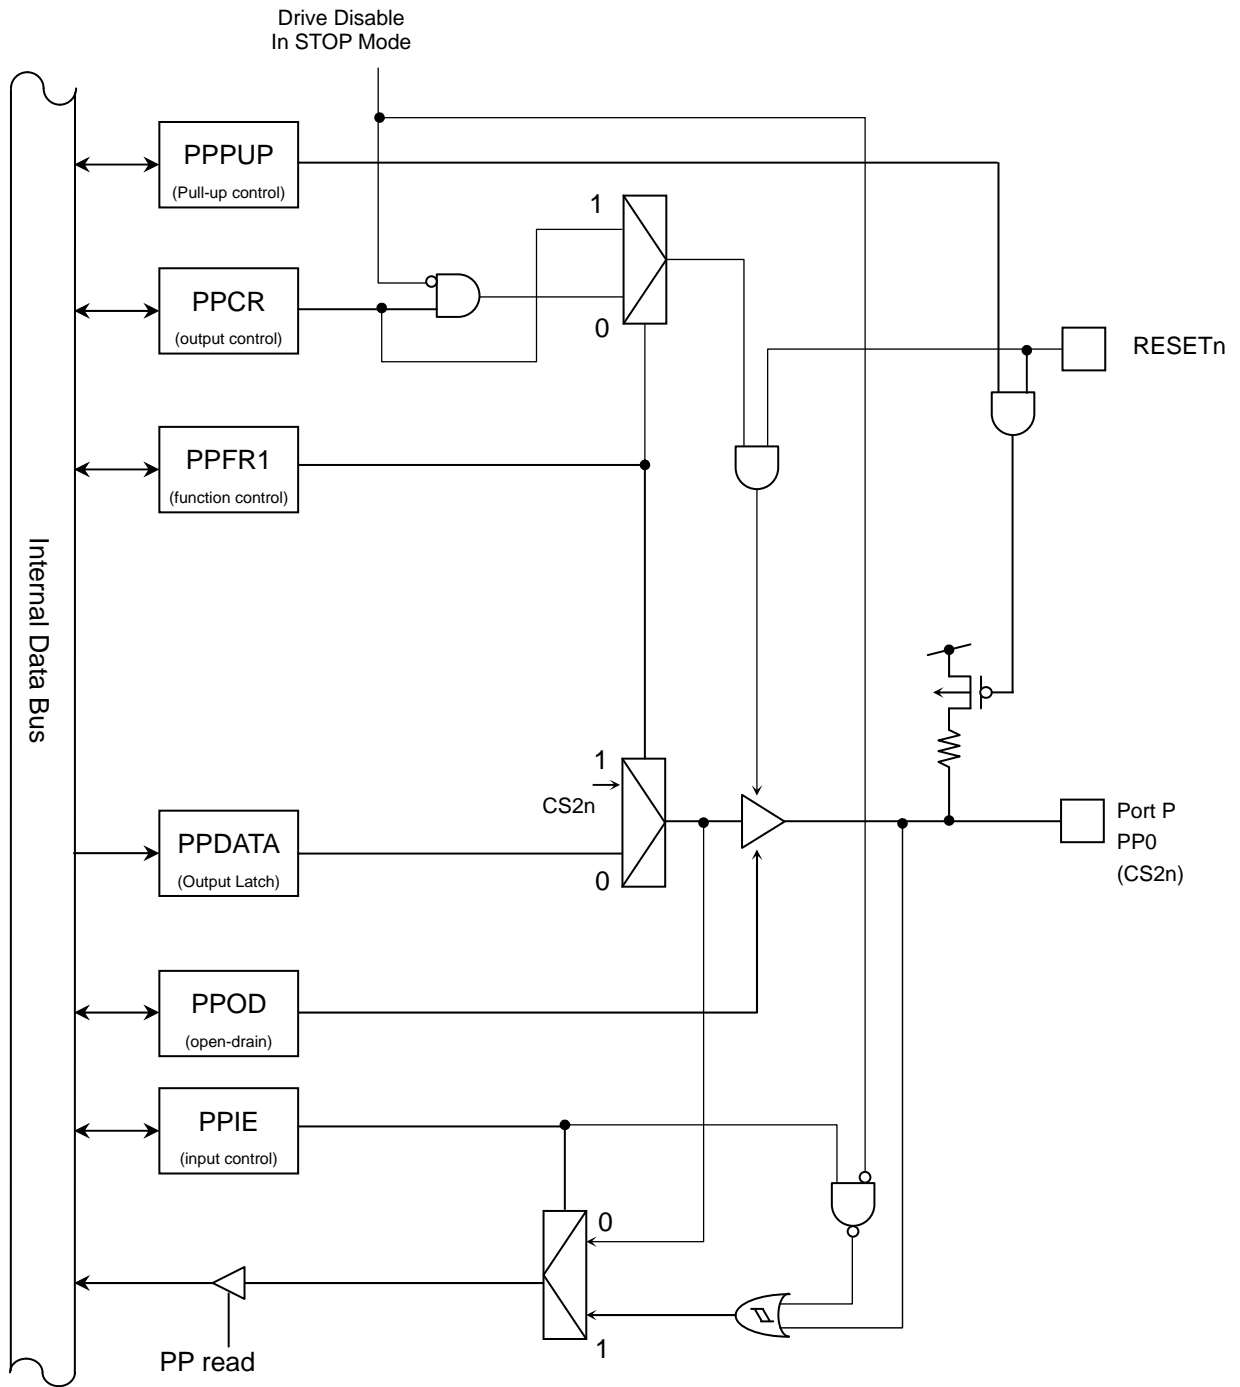 Drive Disable
In STOP Mode
PPPUP
(Pull-up control)
1
PPCR
(output control)
0
RESETn
PPFR1
(function control)
Internal Data Bus
1
CS2n
PPDATA
(Output Latch)
0
Port P
PP0
(CS2n)
PPOD
(open-drain)
PPIE
(input control)
0
1
PP read